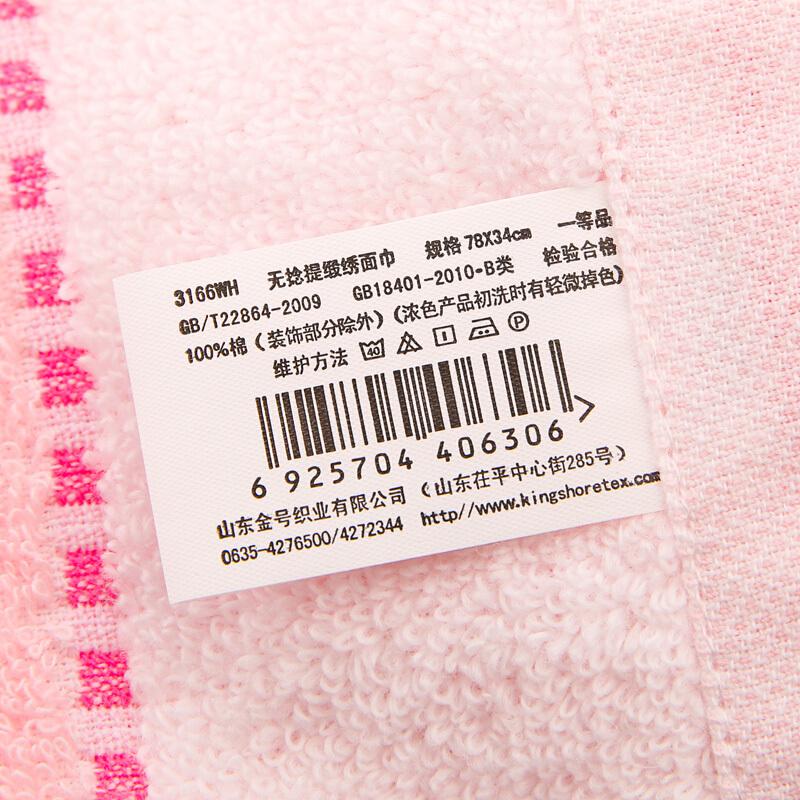 3166WH 无捻提缎绣面巾 规格 78X34cm 一等品
GB/T22864-2009 GB18401-2010-B类 检验合格
100%棉（装饰部分除外）（浓色产品初洗时有轻微掉色）
维护方法 40 P
6 925704 406306 >
山东金号织业有限公司 （山东茌平中心街285号）
0635-4276500/4272344 http//www.kingshoretex.com